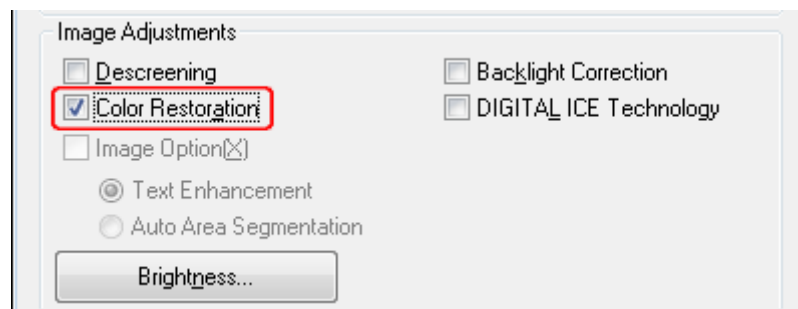 Image Adjustments
Descreening
Backlight Correction
Color Restoration
DIGITAL ICE Technology
Image Option(X)
Text Enhancement
Auto Area Segmentation
Brightness...